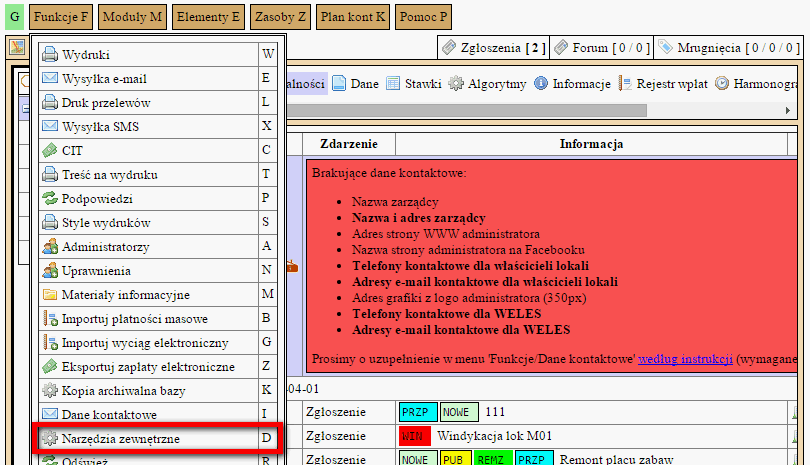 G Funkcje F Moduły M Elementy E Zasoby Z Plan kont K Pomoc P
Zgłoszenia [ 2 ] Forum [ 0 / 0 ] Mrugnięcia [ 0 / 0 / 0 ]
Wydruki W
Wysyłka e-mail E
Druk przelewów L
Wysyłka SMS X
CIT C
Treść na wydruku T
Podpowiedzi P
Style wydruków S
Administratorzy A
Uprawnienia N
Materiały informacyjne M
Importuj płatności masowe B
Importuj wyciąg elektroniczny G
Eksportuj zapłaty elektroniczne Z
Kopia archiwalna bazy K
Dane kontaktowe I
Narzędzia zewnętrzne D
Odśwież R
alności Dane Stawki Algorytmy Informacje Rejestr wpłat Harmonogra
Zdarzenie Informacja
Brakujące dane kontaktowe:
• Nazwa zarządcy
• Nazwa i adres zarządcy
• Adres strony WWW administratora
• Nazwa strony administratora na Facebooku
• Telefony kontaktowe dla właścicieli lokali
• Adresy e-mail kontaktowe dla właścicieli lokali
• Adres grafiki z logo administratora (350px)
• Telefony kontaktowe dla WELES
• Adresy e-mail kontaktowe dla WELES
Prosimy o uzupełnienie w menu 'Funkcje/Dane kontaktowe' według instrukcji (wymagane
-04-01
Zgłoszenie PRZP NOWE 111
Zgłoszenie WIN Windykacja lok M01
Zgłoszenie NOWE PUB REMZ PRZP Remont placu zabaw